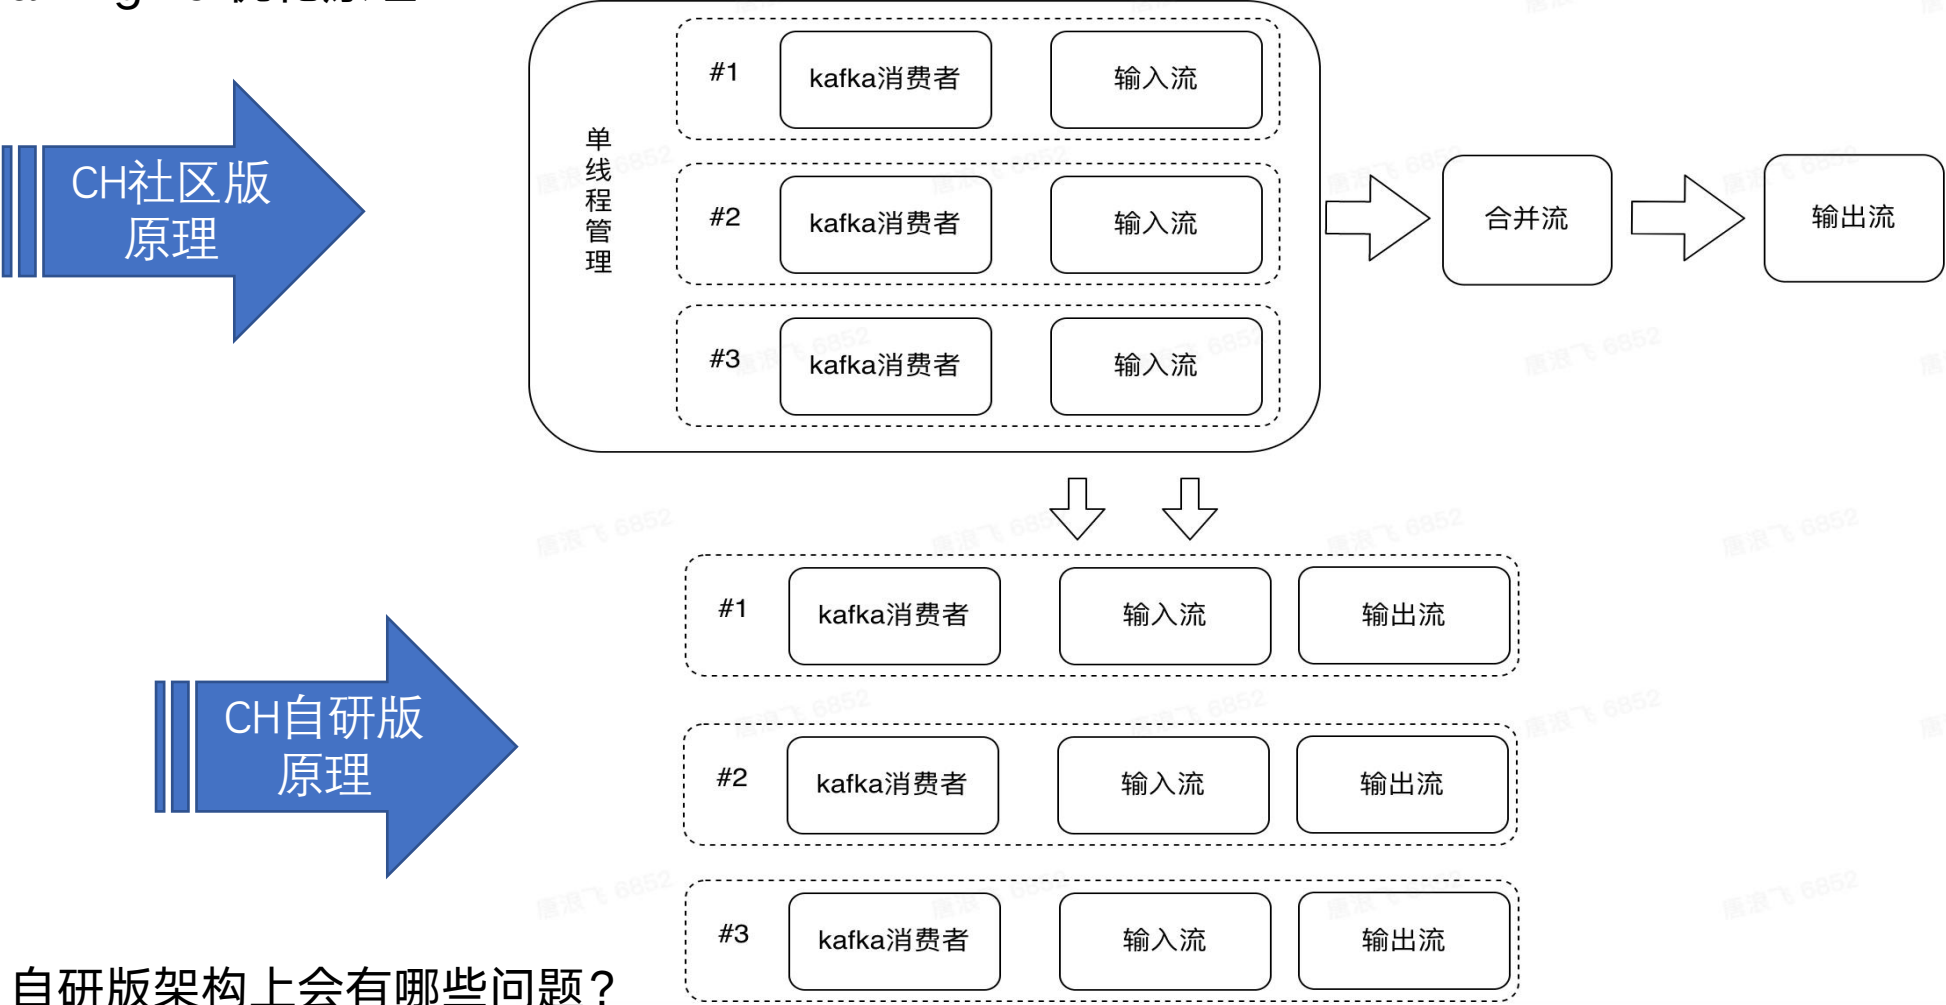 #1 kafka消费者 输入流
单线程管理
CH社区版
原理
#2 kafka消费者 输入流 合并流 输出流
#3 kafka消费者 输入流
#1 kafka消费者 输入流 输出流
CH自研版
原理
#2 kafka消费者 输入流 输出流
#3 kafka消费者 输入流 输出流
自研版架构上会有哪些问题?
唐浪飞 6852